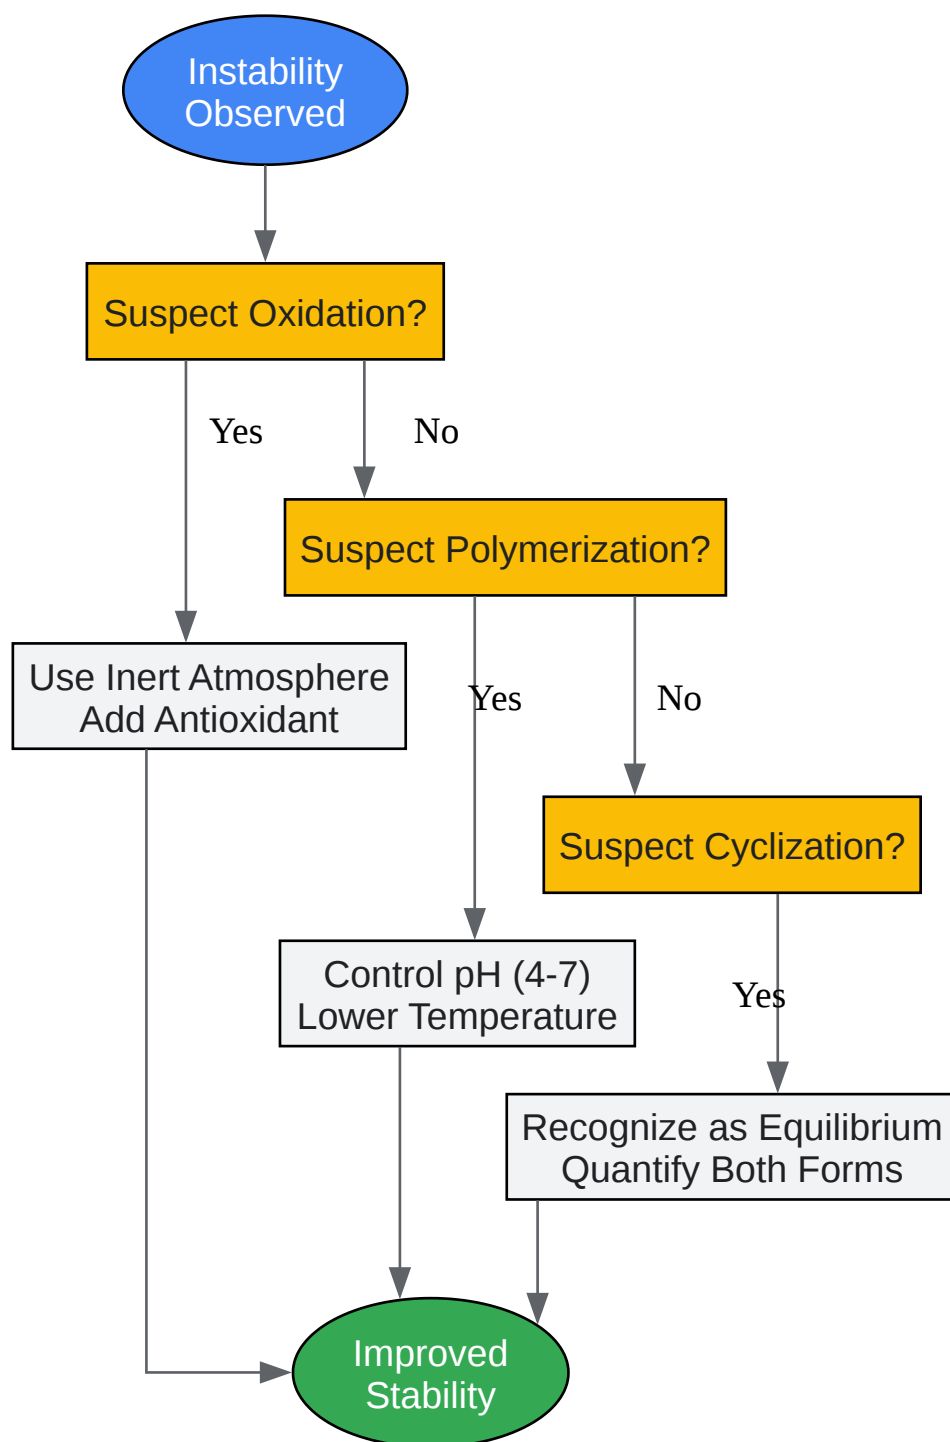 Instability
Observed
Suspect Oxidation?
Yes
No
Suspect Polymerization?
Use Inert Atmosphere
Add Antioxidant
Yes
No
Suspect Cyclization?
Control pH (4-7)
Lower Temperature
Yes
Recognize as Equilibrium
Quantify Both Forms
Improved
Stability